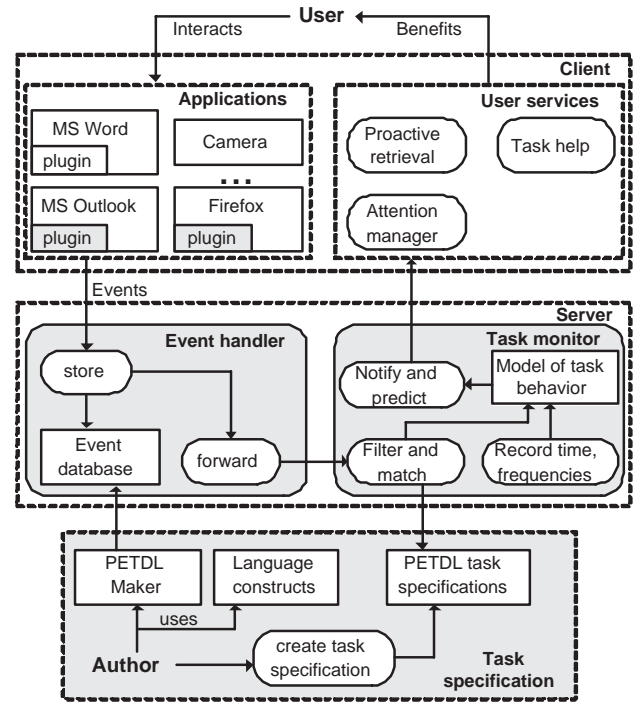 User
Interacts
Benefits
Client
Applications
MS Word
plugin
Camera
...
MS Outlook
plugin
Firefox
plugin
User services
Proactive
retrieval
Task help
Attention
manager
Events
Server
Event handler
store
Event
database
forward
Task monitor
Notify and
predict
Model of task
behavior
Filter and
match
Record time,
frequencies
PETDL
Maker
Language
constructs
PETDL task
specifications
uses
Author
create task
specification
Task
specification